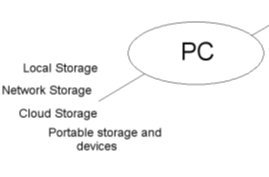 PC
Local Storage
Network Storage
Cloud Storage
Portable storage and
devices